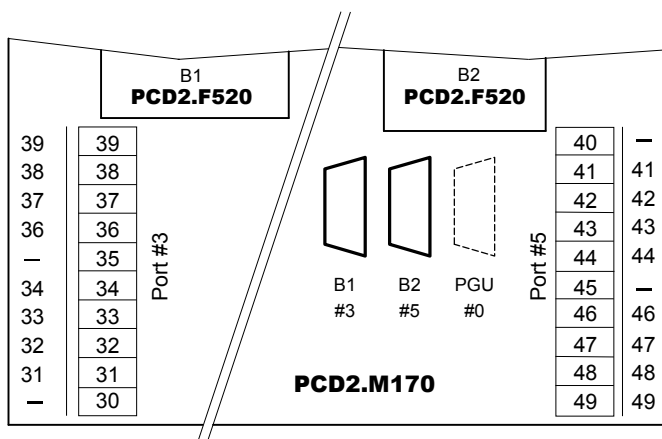 B1
PCD2.F520
B2
PCD2.F520
39 39
38 38
37 37
36 36
– 35
34 34
33 33
32 32
31 31
– 30
Port #3
B1 B2 PGU
#3 #5 #0
PCD2.M170
Port #5
40 –
41 41
42 42
43 43
44 44
45 –
46 46
47 47
48 48
49 49